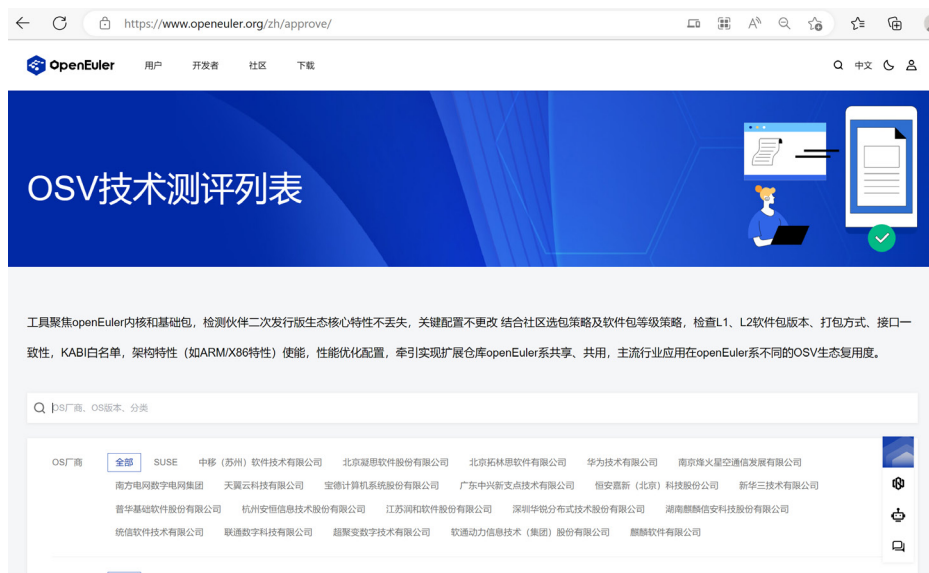 https://www.openeuler.org/zh/approve/
openEuler 用户 开发者 社区 下载 中文
OSV技术测评列表
工具聚焦openEuler内核和基础包，检测伙伴二次发行版生态核心特性不丢失，关键配置不更改 结合社区选包策略及软件包等级策略，检查L1、L2软件包版本、打包方式、接口一
致性，KABI白名单，架构特性（如ARM/X86特性）使能，性能优化配置，牵引实现扩展仓库openEuler系共享、共用，主流行业应用在openEuler系不同的OSV生态复用度。
OS厂商、OS版本、分类
OS厂商 全部 SUSE 中移（苏州）软件技术有限公司 北京凝思软件股份有限公司 北京拓林思软件有限公司 华为技术有限公司 南京烽火星空通信发展有限公司
南方电网数字电网集团 天翼云科技有限公司 宝德计算机系统股份有限公司 广东中兴新支点技术有限公司 恒安嘉新（北京）科技股份公司 新华三技术有限公司
普华基础软件股份有限公司 杭州安恒信息技术股份有限公司 江苏润和软件股份有限公司 深圳华锐分布式技术股份有限公司 湖南麒麟信安科技股份有限公司
统信软件技术有限公司 联通数字科技有限公司 超聚变数字技术有限公司 软通动力信息技术（集团）股份有限公司 麒麟软件有限公司